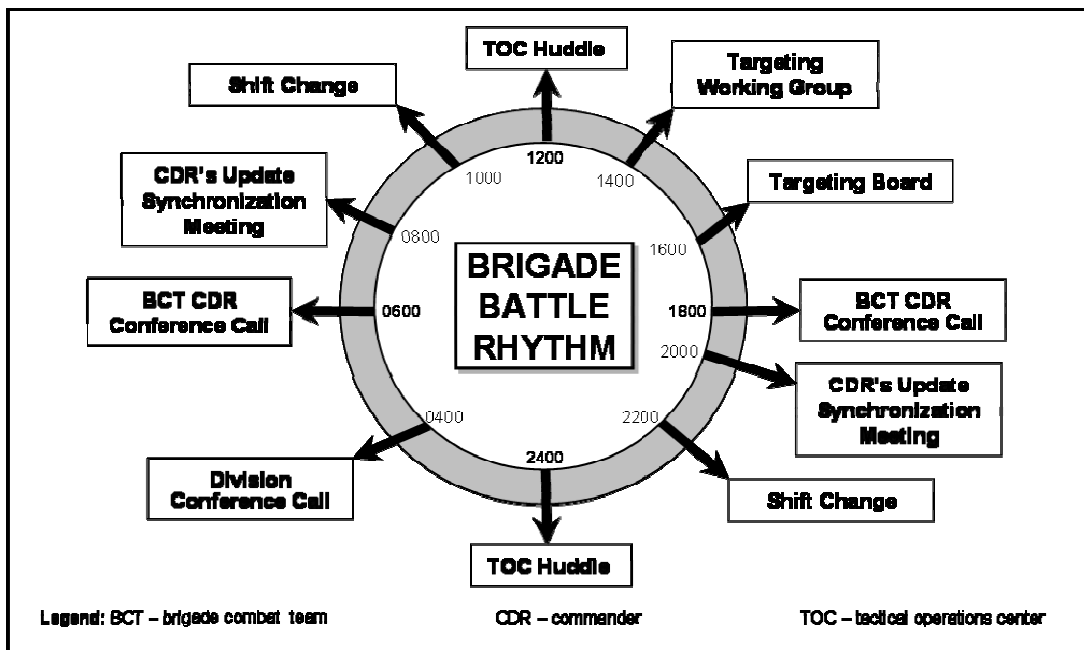 TOC Huddle
Targeting
Working Group
Shift Change
1200
1000
1400
CDR's Update
Synchronization
Meeting
Targeting Board
0800
1600
BRIGADE
BATTLE
RHYTHM
BCT CDR
Conference Call
0600
1800
BCT CDR
Conference Call
2000
CDR's Update
Synchronization
Meeting
0400
2200
2400
Division
Conference Call
Shift Change
TOC Huddle
Legend: BCT – brigade combat team
CDR – commander
TOC – tactical operations center